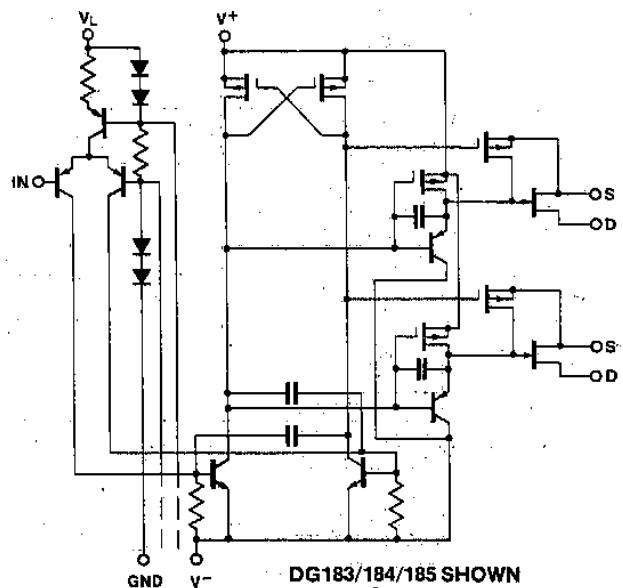 VL
V+
IN
S
D
S
D
GND
V−
DG183/184/185 SHOWN